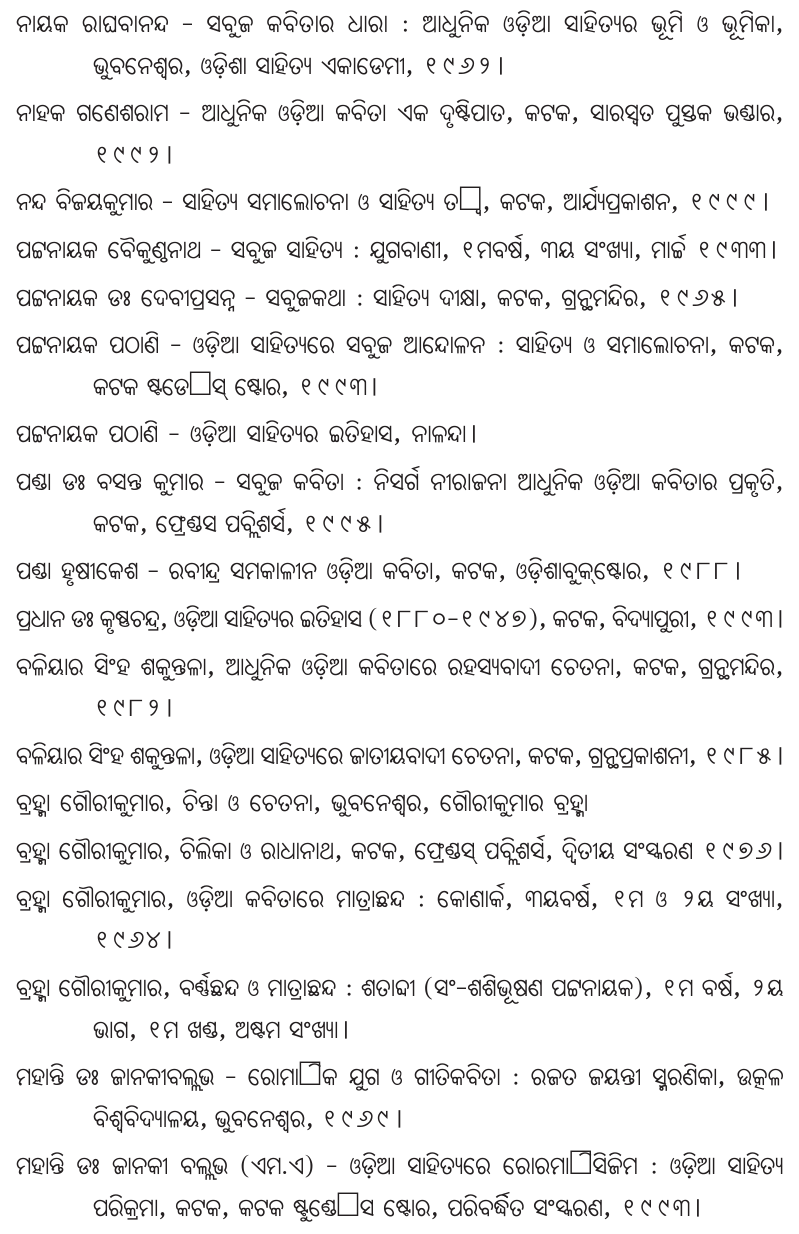 ନାୟକ ରାଘବାନନ୍ଦ – ସବୁଜ କବିତାର ଧାରା : ଆଧୁନିକ ଓଡ଼ିଆ ସାହିତ୍ୟର ଭୂମି ଓ ଭୂମିକା,
ଭୁବନେଶ୍ୱର, ଓଡ଼ିଶା ସାହିତ୍ୟ ଏକାଡେମୀ, ୧୯୬୨।
ନାହକ ଗଣେଶରାମ – ଆଧୁନିକ ଓଡ଼ିଆ କବିତା ଏକ ଦୃଷ୍ଟିପାତ, କଟକ, ସାରସ୍ୱତ ପୁସ୍ତକ ଭଣ୍ଡାର,
୧୯୯୨।
ନନ୍ଦ ବିଜୟକୁମାର – ସାହିତ୍ୟ ସମାଲୋଚନା ଓ ସାହିତ୍ୟ କଟକ, ଆର୍ଯ୍ୟପ୍ରକାଶନ, ୧୯୯୯।
ପଟ୍ଟନାୟକ ବୈକୁଣ୍ଠନାଥ – ସବୁଜ ସାହିତ୍ୟ : ଯୁଗବାଣୀ, ୧ମବର୍ଷ, ୩ୟ ସଂଖ୍ୟା, ମାର୍ଚ୍ଚ ୧୯୩୩।
ପଟ୍ଟନାୟକ ଡଃ ଦେବୀପ୍ରସନ୍ନ – ସବୁଜକଥା : ସାହିତ୍ୟ ଦୀକ୍ଷା, କଟକ, ଗ୍ରନ୍ଥମନ୍ଦିର, ୧୯୬୫।
ପଟ୍ଟନାୟକ ପଠାଣି – ଓଡ଼ିଆ ସାହିତ୍ୟରେ ସବୁଜ ଆନ୍ଦୋଳନ : ସାହିତ୍ୟ ଓ ସମାଲୋଚନା, କଟକ,
କଟକ ଷ୍ଟୋର, ୧୯୯୩।
ପଟ୍ଟନାୟକ ପଠାଣି – ଓଡ଼ିଆ ସାହିତ୍ୟର ଇତିହାସ, ନାଳନ୍ଦା।
ପଣ୍ଡା ଡଃ ବସନ୍ତ କୁମାର – ସବୁଜ କବିତା : ନିସର୍ଗ ନୀରାଜନା ଆଧୁନିକ ଓଡ଼ିଆ କବିତାର ପ୍ରକୃତି,
କଟକ, ଫ୍ରେଣ୍ଡସ ପବ୍ଲିଶର୍ସ, ୧୯୯୫।
ପଣ୍ଡା ହୃଷୀକେଶ – ରବୀନ୍ଦ୍ର ସମକାଳୀନ ଓଡ଼ିଆ କବିତା, କଟକ, ଓଡ଼ିଶାବୁକ୍‌ଷ୍ଟୋର, ୧୯୮୮।
ପ୍ରଧାନ ଡଃ କୃଷ୍ଣଚନ୍ଦ୍ର, ଓଡ଼ିଆ ସାହିତ୍ୟର ଇତିହାସ (୧୮୮୦–୧୯୪୭), କଟକ, ବିଦ୍ୟାପୁରୀ, ୧୯୯୩।
ବଳିୟାର ସିଂହ ଶକୁନ୍ତଳା, ଆଧୁନିକ ଓଡ଼ିଆ କବିତାରେ ରହସ୍ୟବାଦୀ ଚେତନା, କଟକ, ଗ୍ରନ୍ଥମନ୍ଦିର,
୧୯୮୨।
ବଳିୟାର ସିଂହ ଶକୁନ୍ତଳା, ଓଡ଼ିଆ ସାହିତ୍ୟରେ ଜାତୀୟବାଦୀ ଚେତନା, କଟକ, ଗ୍ରନ୍ଥପ୍ରକାଶନୀ, ୧୯୮୫।
ବ୍ରହ୍ମା ଗୌରୀକୁମାର, ଚିନ୍ତା ଓ ଚେତନା, ଭୁବନେଶ୍ୱର, ଗୌରୀକୁମାର ବ୍ରହ୍ମା
ବ୍ରହ୍ମା ଗୌରୀକୁମାର, ଚିଲିକା ଓ ରାଧାନାଥ, କଟକ, ଫ୍ରେଣ୍ଡସ୍ ପବ୍ଲିଶର୍ସ, ଦ୍ୱିତୀୟ ସଂସ୍କରଣ ୧୯୭୬।
ବ୍ରହ୍ମା ଗୌରୀକୁମାର, ଓଡ଼ିଆ କବିତାରେ ମାତ୍ରାଛନ୍ଦ : କୋଣାର୍କ, ୩ୟବର୍ଷ, ୧ମ ଓ ୨ୟ ସଂଖ୍ୟା,
୧୯୬୪।
ବ୍ରହ୍ମା ଗୌରୀକୁମାର, ବର୍ଣ୍ଣଛନ୍ଦ ଓ ମାତ୍ରାଛନ୍ଦ : ଶତାବ୍ଦୀ (ସଂ–ଶଶିଭୂଷଣ ପଟ୍ଟନାୟକ), ୧ମ ବର୍ଷ, ୨ୟ
ଭାଗ, ୧ମ ଖଣ୍ଡ, ଅଷ୍ଟମ ସଂଖ୍ୟା।
ମହାନ୍ତି ଡଃ ଜାନକୀବଲ୍ଲଭ – ଯୁଗ ଓ ଗୀତିକବିତା : ରଜତ ଜୟନ୍ତୀ ସ୍ମରଣିକା, ଉତ୍କଳ
ବିଶ୍ୱବିଦ୍ୟାଳୟ, ଭୁବନେଶ୍ୱର, ୧୯୬୯।
ମହାନ୍ତି ଡଃ ଜାନକୀ ବଲ୍ଲଭ (ଏମ.ଏ) – ଓଡ଼ିଆ ସାହିତ୍ୟରେ : ଓଡ଼ିଆ ସାହିତ୍ୟ
ପରିକ୍ରମା, କଟକ, କଟକ ଷ୍ଟୋର, ପରିବର୍ଦ୍ଧିତ ସଂସ୍କରଣ, ୧୯୯୩।